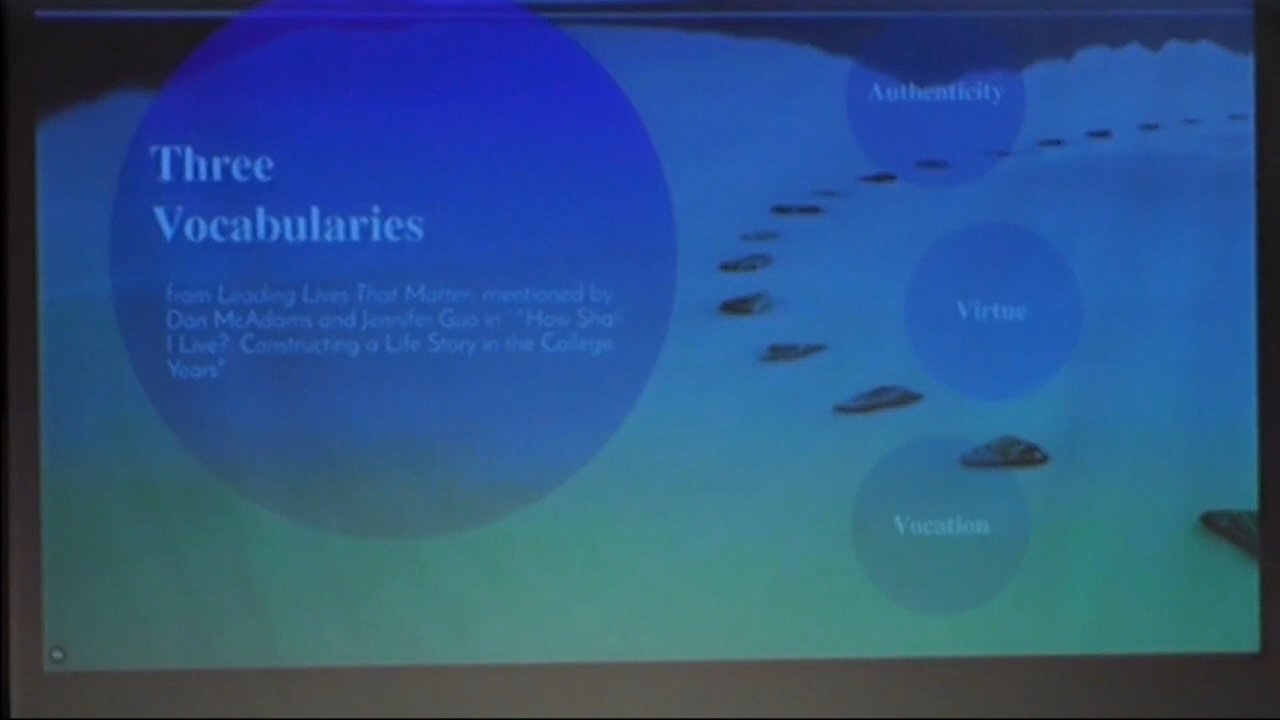 Three
Vocabularies
from Leading Lives That Matter, mentioned by
Dan McAdams and Jennifer Guo in "How Sha
I Live?: Constructing a Life Story in the College
Years"
Authenticity
Virtue
Vocation